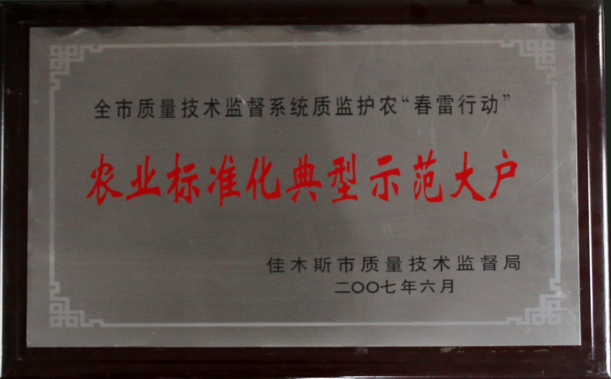 全市质量技术监督系统质监护农“春雷行动”
农业标准化典型示范大户
佳木斯市质量技术监督局
二〇〇七年六月